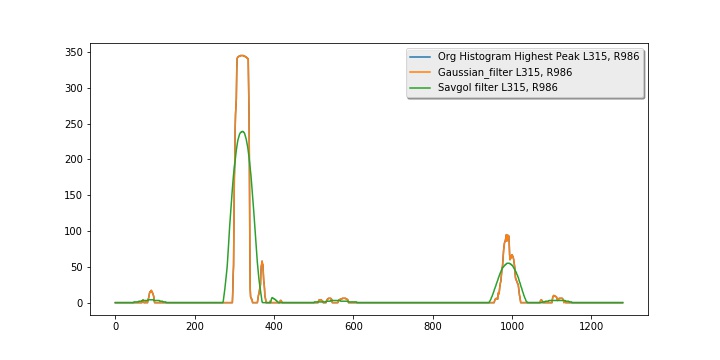 Org Histogram Highest Peak L315, R986
Gaussian_filter L315, R986
Savgol filter L315, R986
350
300
250
200
150
100
50
0
0 200 400 600 800 1000 1200